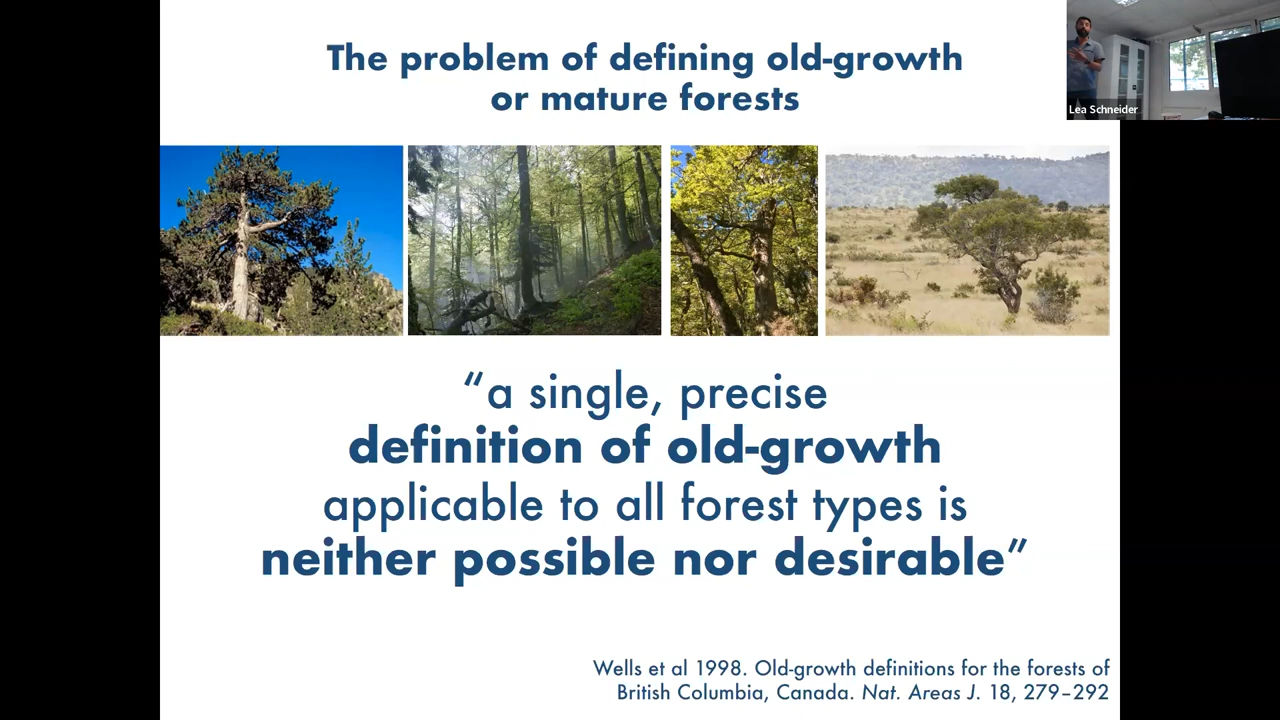 The problem of defining old-growth
or mature forests
Lea Schneider
“a single, precise
definition of old-growth
applicable to all forest types is
neither possible nor desirable”
Wells et al 1998. Old-growth definitions for the forests of
British Columbia, Canada. Nat. Areas J. 18, 279–292